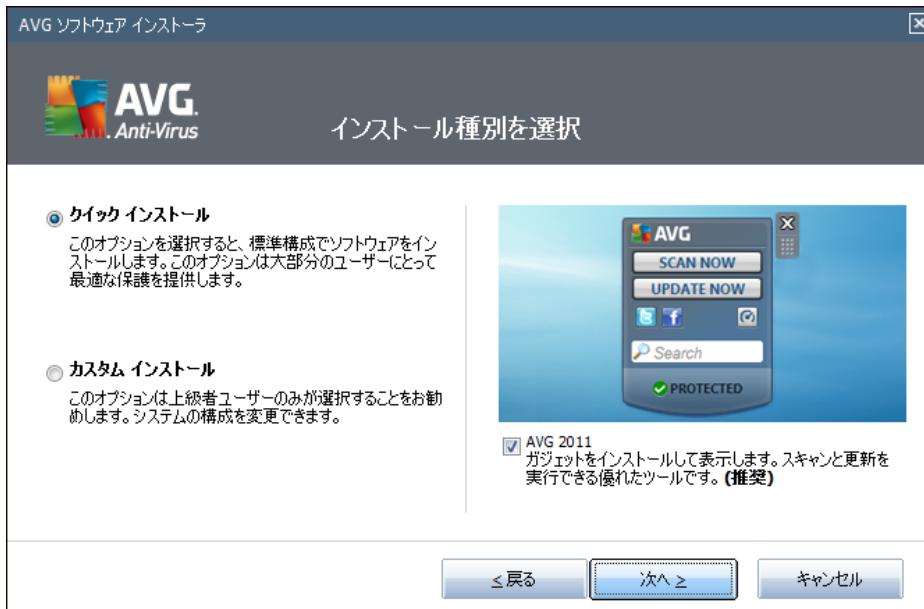 AVG ソフトウェア インストーラ
AVG.
Anti-Virus
インストール種別を選択
クイック インストール
このオプションを選択すると、標準構成でソフトウェアをイン
ストールします。このオプションは大部分のユーザーにとって
最適な保護を提供します。
カスタム インストール
このオプションは上級者ユーザーのみが選択することをお勧
めします。システムの構成を変更できます。
AVG
SCAN NOW
UPDATE NOW
Search
PROTECTED
AVG 2011
ガジェットをインストールして表示します。スキャンと更新を
実行できる優れたツールです。(推奨)
≤ 戻る
次へ ≥
キャンセル